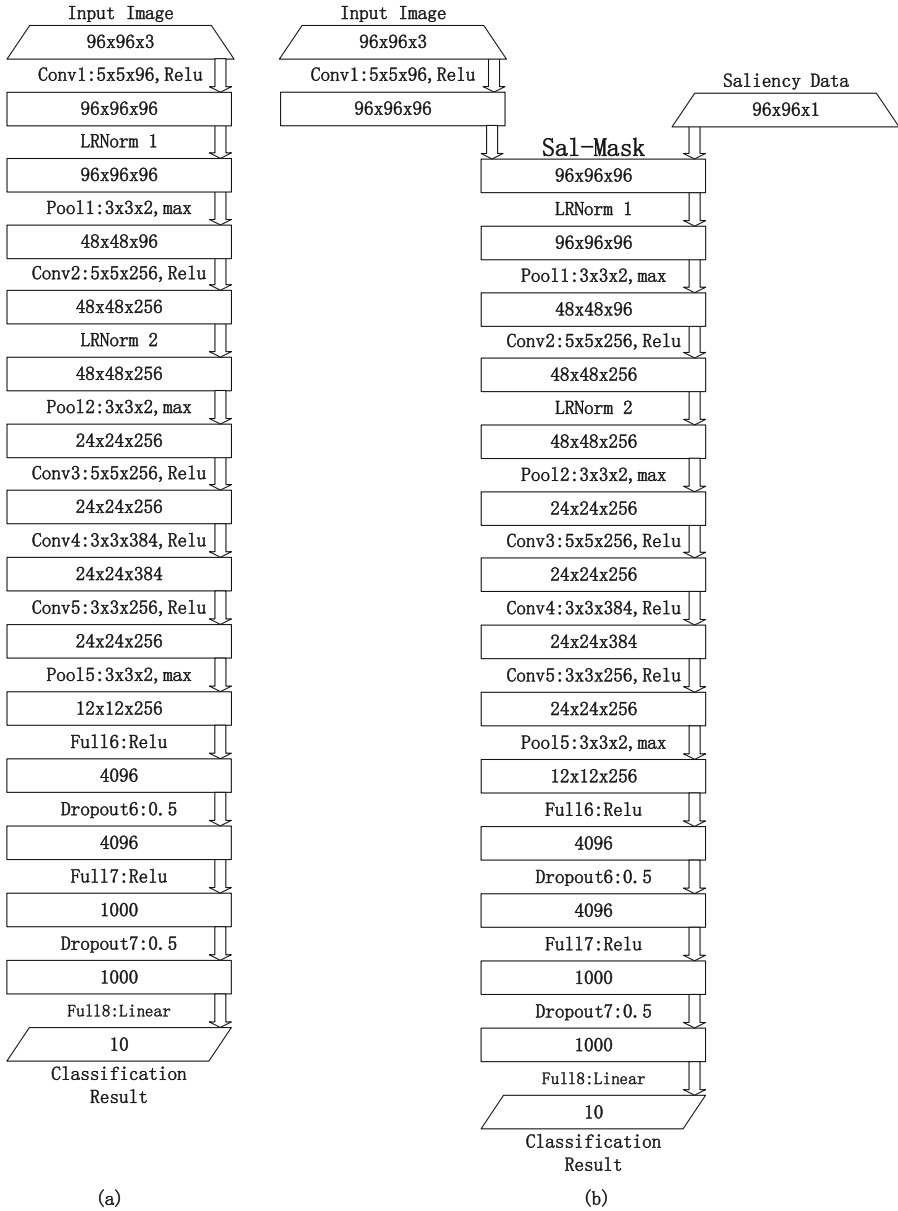 Input Image
96x96x3
Conv1:5x5x96,Relu
96x96x96
LRNorm 1
96x96x96
Pool1:3x3x2,max
48x48x96
Conv2:5x5x256,Relu
48x48x256
LRNorm 2
48x48x256
Pool2:3x3x2,max
24x24x256
Conv3:5x5x256,Relu
24x24x256
Conv4:3x3x384,Relu
24x24x384
Conv5:3x3x256,Relu
24x24x256
Pool5:3x3x2,max
12x12x256
Full6:Relu
4096
Dropout6:0.5
4096
Full7:Relu
1000
Dropout7:0.5
1000
Full8:Linear
10
Classification
Result
(a)
Input Image
96x96x3
Conv1:5x5x96,Relu
96x96x96
Saliency Data
96x96x1
Sal-Mask
96x96x96
LRNorm 1
96x96x96
Pool1:3x3x2,max
48x48x96
Conv2:5x5x256,Relu
48x48x256
LRNorm 2
48x48x256
Pool2:3x3x2,max
24x24x256
Conv3:5x5x256,Relu
24x24x256
Conv4:3x3x384,Relu
24x24x384
Conv5:3x3x256,Relu
24x24x256
Pool5:3x3x2,max
12x12x256
Full6:Relu
4096
Dropout6:0.5
4096
Full7:Relu
1000
Dropout7:0.5
1000
Full8:Linear
10
Classification
Result
(b)